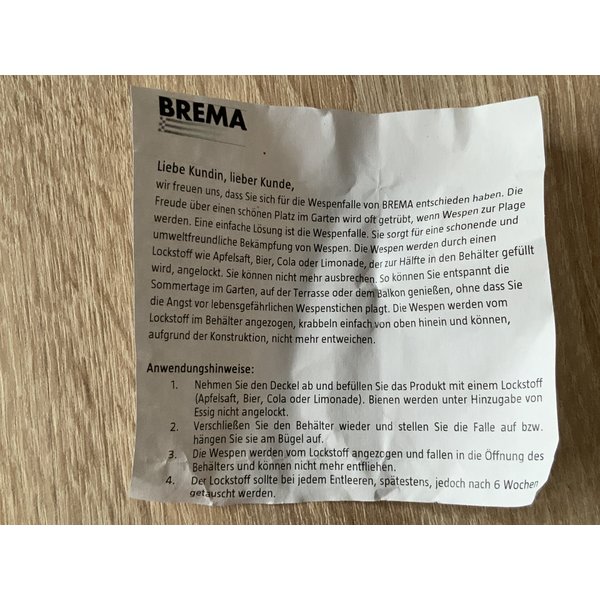 BREMA
Liebe Kundin, lieber Kunde,
wir freuen uns, dass Sie sich für die Wespenfalle von BREMA entschieden haben. Die
Freude über einen schönen Platz im Garten wird oft getrübt, wenn Wespen zur Plage
werden. Eine einfache Lösung ist die Wespenfalle. Sie sorgt für eine schonende und
umweltfreundliche Bekämpfung von Wespen. Die Wespen werden durch einen
Lockstoff wie Apfelsaft, Bier, Cola oder Limonade, der zur Hälfte in den Behälter gefüllt
wird, angelockt. Sie können nicht mehr ausbrechen. So können Sie entspannt die
Sommertage im Garten, auf der Terrasse oder dem Balkon genießen, ohne dass Sie
die Angst vor lebensgefährlichen Wespenstichen plagt. Die Wespen werden vom
Lockstoff im Behälter angezogen, krabbeln einfach von oben hinein und können,
aufgrund der Konstruktion, nicht mehr entweichen.
Anwendungshinweise:
1. Nehmen Sie den Deckel ab und befüllen Sie das Produkt mit einem Lockstoff
(Apfelsaft, Bier, Cola oder Limonade). Bienen werden unter Hinzugabe von
Essig nicht angelockt.
2. Verschließen Sie den Behälter wieder und stellen Sie die Falle auf bzw.
hängen Sie sie am Bügel auf.
3. Die Wespen werden vom Lockstoff angezogen und fallen in die Öffnung des
Behälters und können nicht mehr entfliehen.
4. Der Lockstoff sollte bei jedem Entleeren, spätestens, jedoch nach 6 Wochen
getauscht werden.